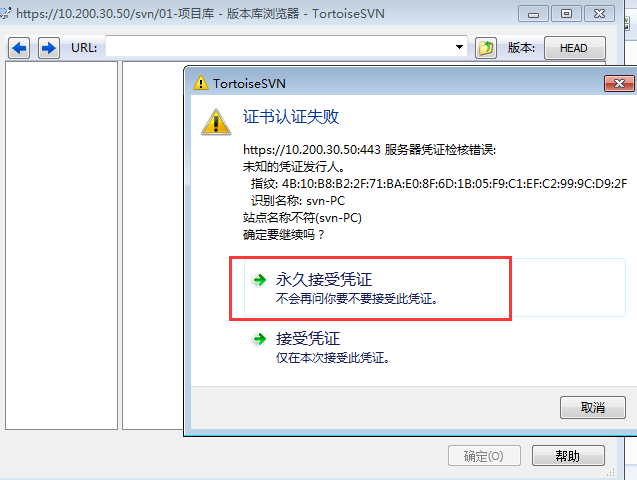 https://10.200.30.50/svn/01-项目库 - 版本库浏览器 - TortoiseSVN
URL:
版本:
HEAD
TortoiseSVN
证书认证失败
https://10.200.30.50:443 服务器凭证检核错误:
未知的凭证发行人。
指纹: 4B:10:B8:B2:2F:71:BA:E0:8F:6D:1B:05:F9:C1:EF:C2:99:9C:D9:2F
识别名称: svn-PC
站点名称不符(svn-PC)
确定要继续吗？
永久接受凭证
不会再问你要不要接受此凭证。
接受凭证
仅在本次接受此凭证。
取消
确定(O)
帮助